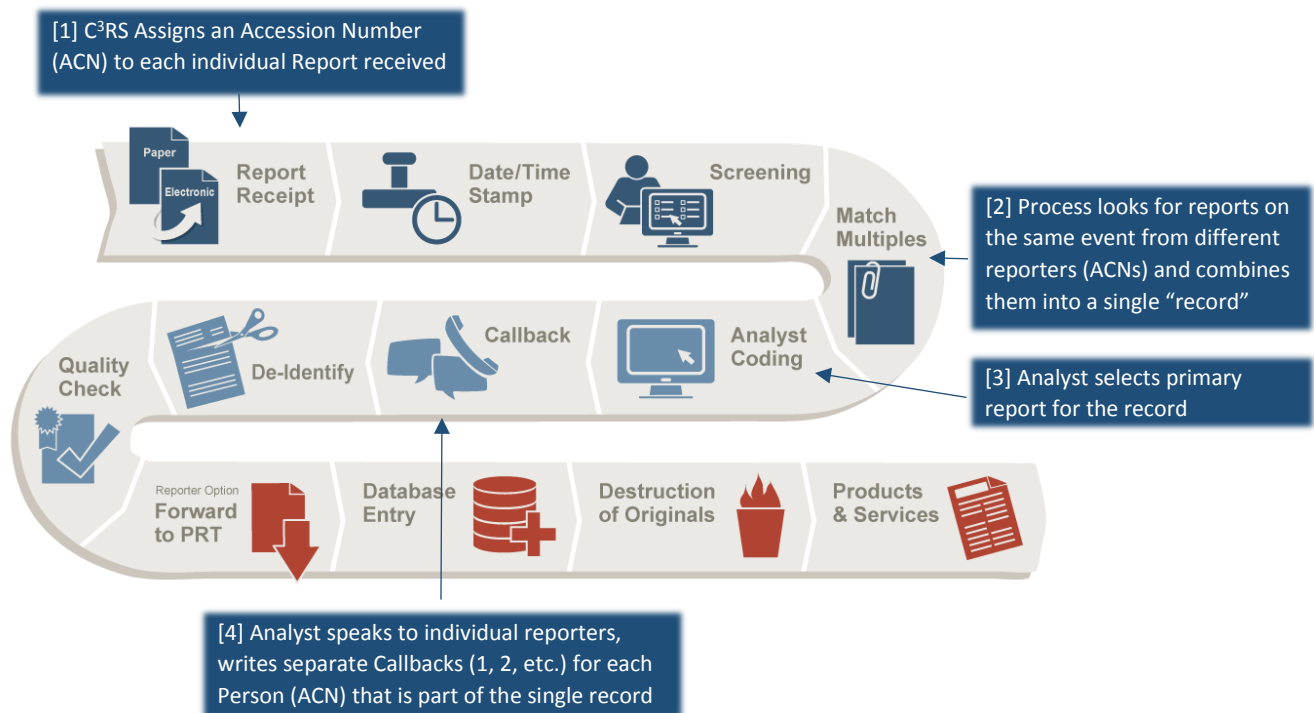 [1] C³RS Assigns an Accession Number
(ACN) to each individual Report received
Paper
Electronic
Report
Receipt
Date/Time
Stamp
Screening
Match
Multiples
[2] Process looks for reports on
the same event from different
reporters (ACNs) and combines
them into a single “record”
Analyst
Coding
[3] Analyst selects primary
report for the record
Callback
De-Identify
Quality
Check
Reporter Option
Forward
to PRT
Database
Entry
Destruction
of Originals
Products
& Services
[4] Analyst speaks to individual reporters,
writes separate Callbacks (1, 2, etc.) for each
Person (ACN) that is part of the single record